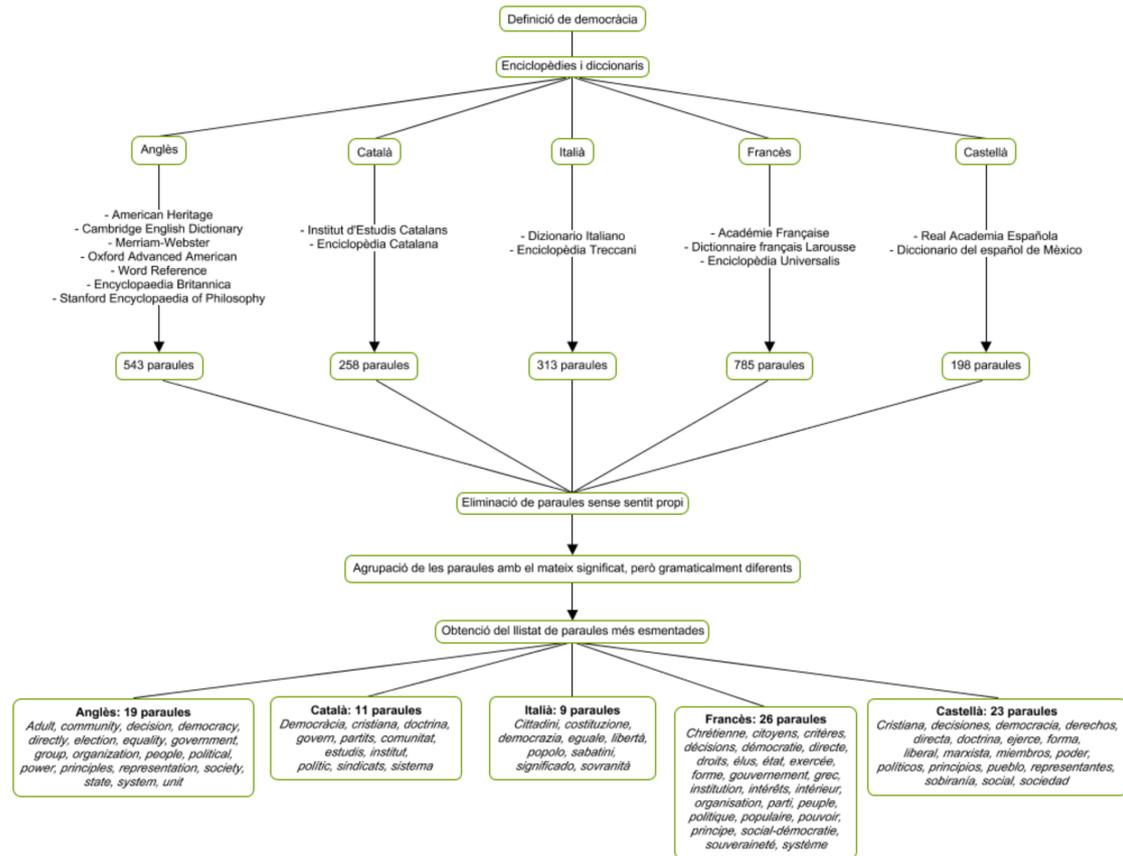 Definició de democràcia
Enciclopèdies i diccionaris
Anglès
Català
Italià
Francès
Castellà
- American Heritage
- Cambridge English Dictionary
- Merriam-Webster
- Oxford Advanced American
- Word Reference
- Encyclopaedia Britannica
- Stanford Encyclopaedia of Philosophy
- Institut d'Estudis Catalans
- Enciclopèdia Catalana
- Dizionario Italiano
- Enciclopèdia Treccani
- Académie Française
- Dictionnaire français Larousse
- Enciclopèdia Universalis
- Real Academia Española
- Diccionario del español de Mèxico
543 paraules
258 paraules
313 paraules
785 paraules
198 paraules
Eliminació de paraules sense sentit propi
Agrupació de les paraules amb el mateix significat, però gramaticalment diferents
Obtenció del llistat de paraules més esmentades
Anglès: 19 paraules
Adult, community, decision, democracy,
directly, election, equality, government,
group, organization, people, political,
power, principles, representation, society,
state, system, unit
Català: 11 paraules
Democràcia, cristiana, doctrina,
govern, partits, comunitat,
estudis, institut,
polític, sindicats, sistema
Italià: 9 paraules
Cittadini, costituzione,
democrazia, eguale, libertà,
popolo, sabatini,
significado, sovranità
Francès: 26 paraules
Chrétienne, citoyens, critéres,
décisions, démocratie, directe,
droits, élus, état, exercée,
forme, gouvernement, grec,
institution, intérêts, intérieur,
organisation, parti, peuple,
politique, populaire, pouvoir,
principe, social-démocratie,
souveraineté, système
Castellà: 23 paraules
Cristiana, decisiones, democracia, derechos,
directa, doctrina, ejerce, forma,
liberal, marxista, miembros, poder,
políticos, principios, pueblo, representantes,
sobiranía, social, sociedad